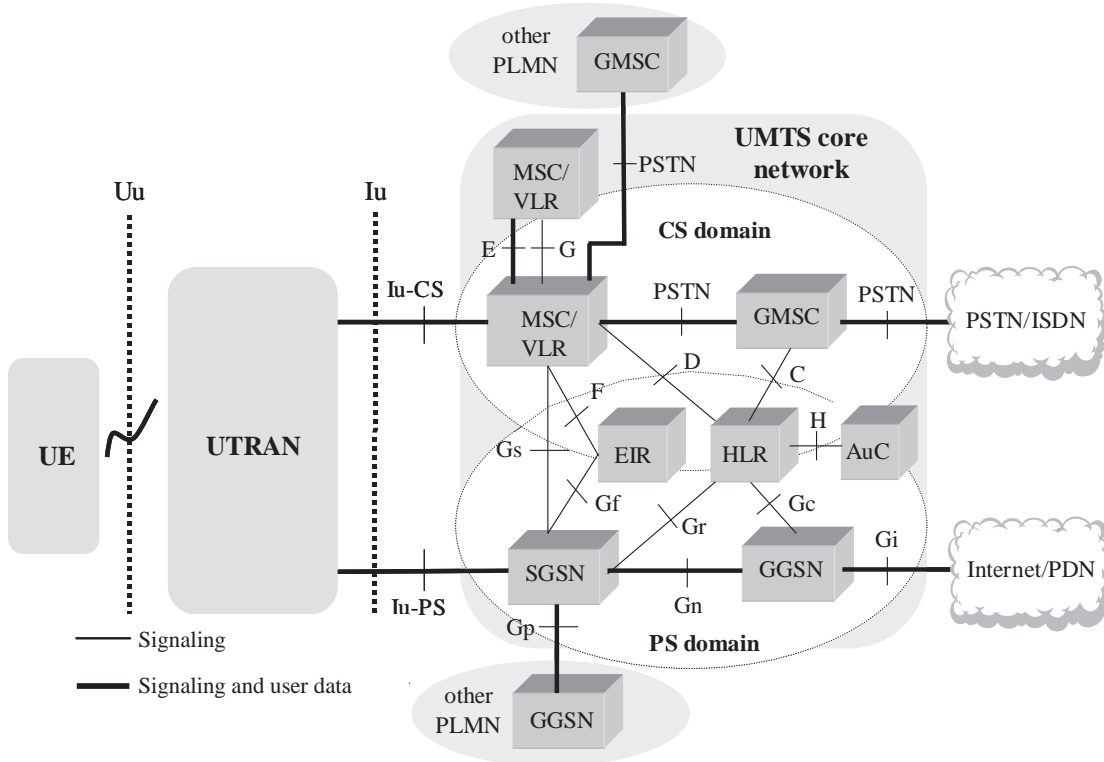 other
PLMN
GMSC
UMTS core
network
MSC/
VLR
PSTN
Uu
Iu
E
G
CS domain
Iu-CS
MSC/
VLR
PSTN
GMSC
PSTN
PSTN/ISDN
D
C
F
H
UE
UTRAN
Gs
EIR
HLR
AuC
Gf
Gr
Gc
SGSN
GGSN
Gi
Internet/PDN
Iu-PS
Gn
Gp
PS domain
Signaling
Signaling and user data
other
PLMN
GGSN